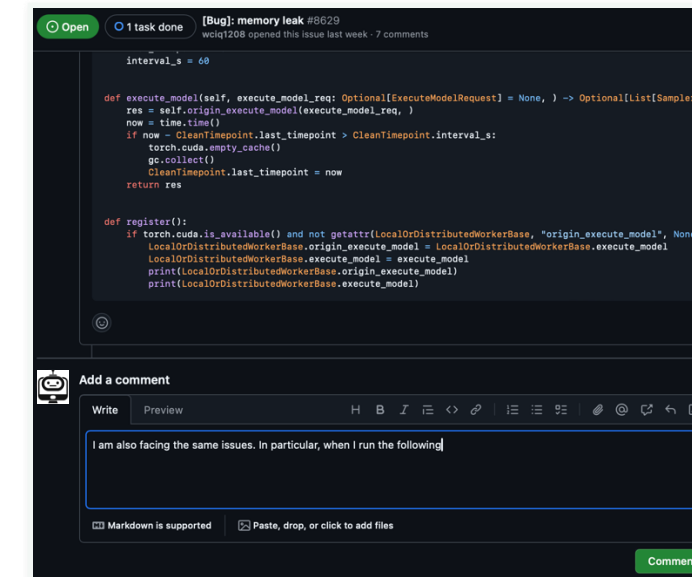 Open
1 task done
[Bug]: memory leak #8629
wciq1208 opened this issue last week · 7 comments
interval_s = 60
def execute_model(self, execute_model_req: Optional[ExecuteModelRequest] = None, ) -> Optional[List[Sample
res = self.origin_execute_model(execute_model_req, )
now = time.time()
if now - CleanTimepoint.last_timepoint > CleanTimepoint.interval_s:
torch.cuda.empty_cache()
gc.collect()
CleanTimepoint.last_timepoint = now
return res
def register():
if torch.cuda.is_available() and not getattr(LocalOrDistributedWorkerBase, "origin_execute_model", None
LocalOrDistributedWorkerBase.origin_execute_model = LocalOrDistributedWorkerBase.execute_model
LocalOrDistributedWorkerBase.execute_model = execute_model
print(LocalOrDistributedWorkerBase.origin_execute_model)
print(LocalOrDistributedWorkerBase.execute_model)
Add a comment
Write Preview H B I
I am also facing the same issues. In particular, when I run the following
Markdown is supported
Paste, drop, or click to add files
Commen